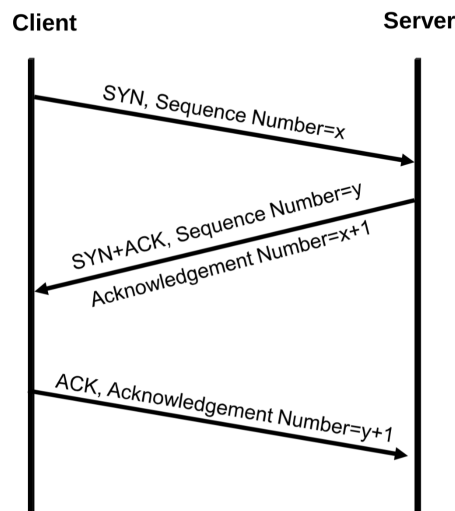 Client
Server
SYN, Sequence Number=x
SYN+ACK, Sequence Number=y
Acknowledgement Number=x+1
ACK, Acknowledgement Number=y+1